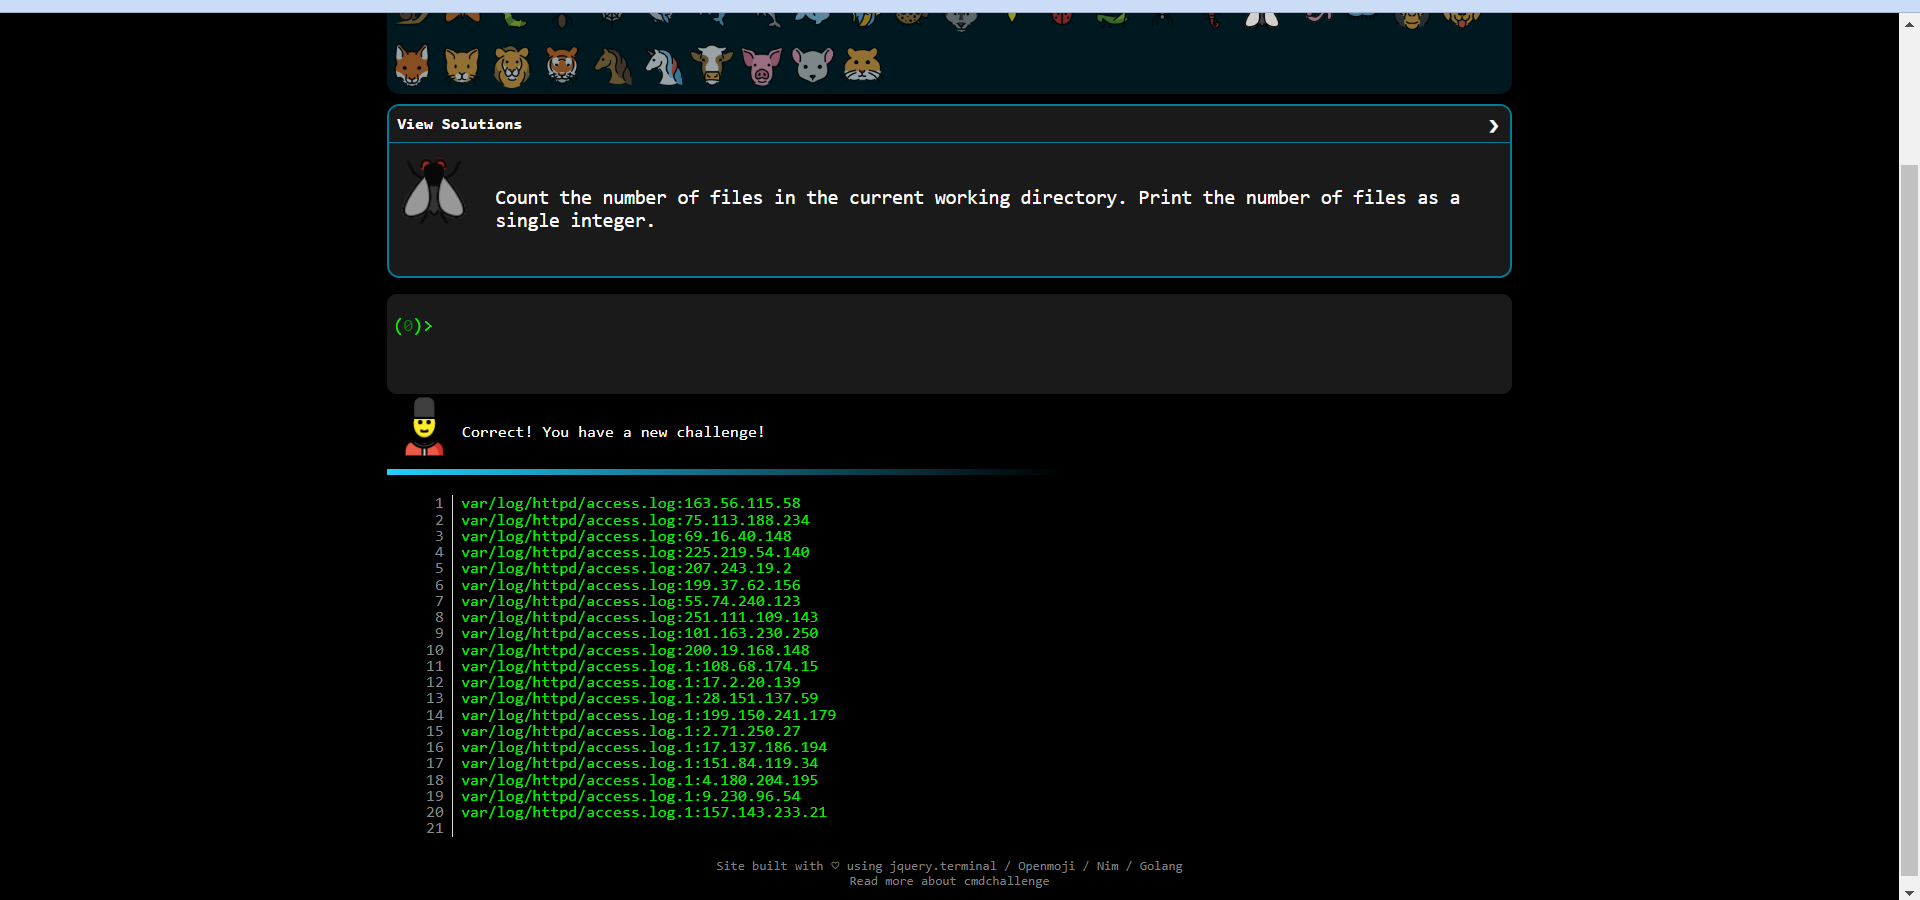 View Solutions
Count the number of files in the current working directory. Print the number of files as a
single integer.
(0)>
Correct! You have a new challenge!
1 var/log/httpd/access.log:163.56.115.58
2 var/log/httpd/access.log:75.113.188.234
3 var/log/httpd/access.log:69.16.40.148
4 var/log/httpd/access.log:225.219.54.140
5 var/log/httpd/access.log:207.243.19.2
6 var/log/httpd/access.log:199.37.62.156
7 var/log/httpd/access.log:55.74.240.123
8 var/log/httpd/access.log:251.111.109.143
9 var/log/httpd/access.log:101.163.230.250
10 var/log/httpd/access.log:200.19.168.148
11 var/log/httpd/access.log.1:108.68.174.15
12 var/log/httpd/access.log.1:17.2.20.139
13 var/log/httpd/access.log.1:28.151.137.59
14 var/log/httpd/access.log.1:199.150.241.179
15 var/log/httpd/access.log.1:2.71.250.27
16 var/log/httpd/access.log.1:17.137.186.194
17 var/log/httpd/access.log.1:151.84.119.34
18 var/log/httpd/access.log.1:4.180.204.195
19 var/log/httpd/access.log.1:9.230.96.54
20 var/log/httpd/access.log.1:157.143.233.21
21
Site built with ♡ using jquery.terminal / Openmoji / Nim / Golang
Read more about cmdchallenge